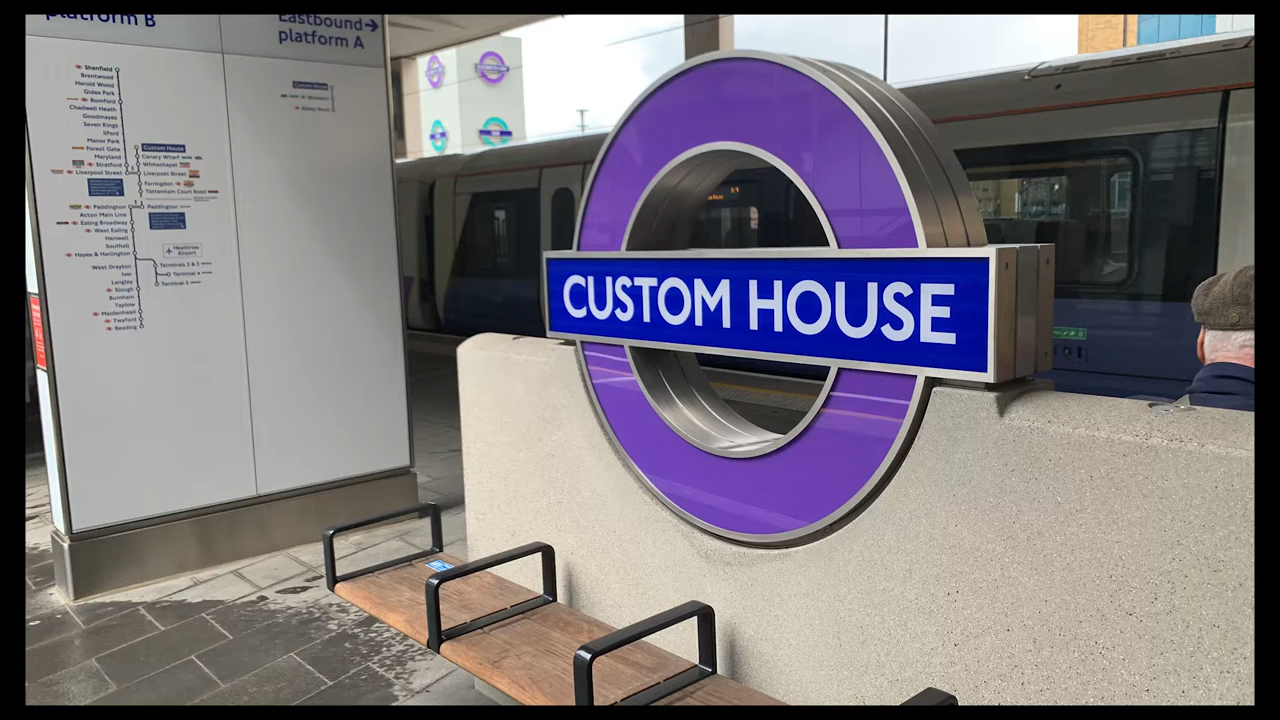 platform B
Eastbound→
platform A
Shenfield
Brentwood
Harold Wood
Gidea Park
Romford
Chadwell Heath
Goodmayes
Seven Kings
Ilford
Manor Park
Forest Gate
Maryland
Stratford
Liverpool Street
Custom House
Canary Wharf
Whitechapel
Liverpool Street
Farringdon
Tottenham Court Road
Paddington
Paddington
Acton Main Line
Ealing Broadway
West Ealing
Hanwell
Southall
Hayes & Harlington
Heathrow
Airport
Terminals 2 & 3
Terminal 4
Terminal 5
West Drayton
Iver
Langley
Slough
Burnham
Taplow
Maidenhead
Twyford
Reading
Custom House
Woolwich
Abbey Wood
CUSTOM HOUSE